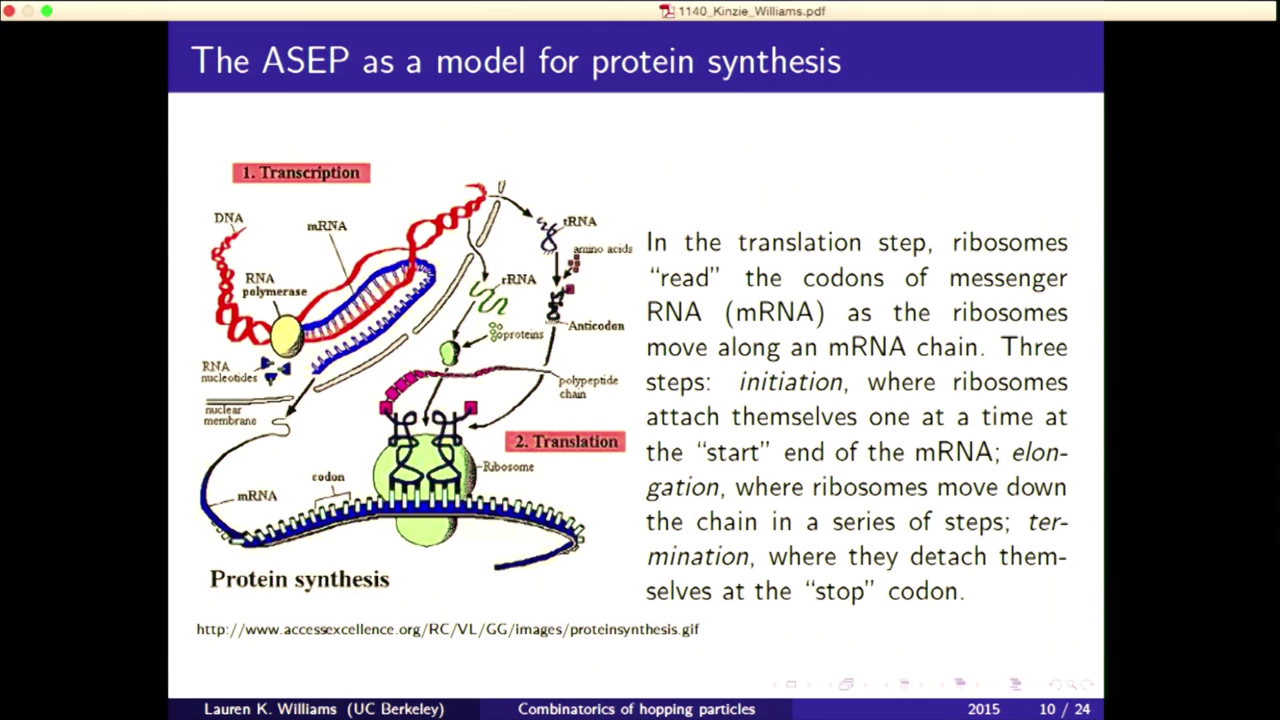 1140_Kinzie_Williams.pdf
The ASEP as a model for protein synthesis
1. Transcription
DNA
mRNA
RNA
polymerase
RNA
nucleotides
nuclear
membrane
tRNA
amino acids
rRNA
proteins
Anticodon
polypeptide
chain
2. Translation
Ribosome
codon
mRNA
Protein synthesis
http://www.accessexcellence.org/RC/VL/GG/images/proteinsynthesis.gif
In the translation step, ribosomes
“read” the codons of messenger
RNA (mRNA) as the ribosomes
move along an mRNA chain. Three
steps: initiation, where ribosomes
attach themselves one at a time at
the “start” end of the mRNA; elon-
gation, where ribosomes move down
the chain in a series of steps; ter-
mination, where they detach them-
selves at the “stop” codon.
Lauren K. Williams (UC Berkeley)
Combinatorics of hopping particles
2015
10 / 24